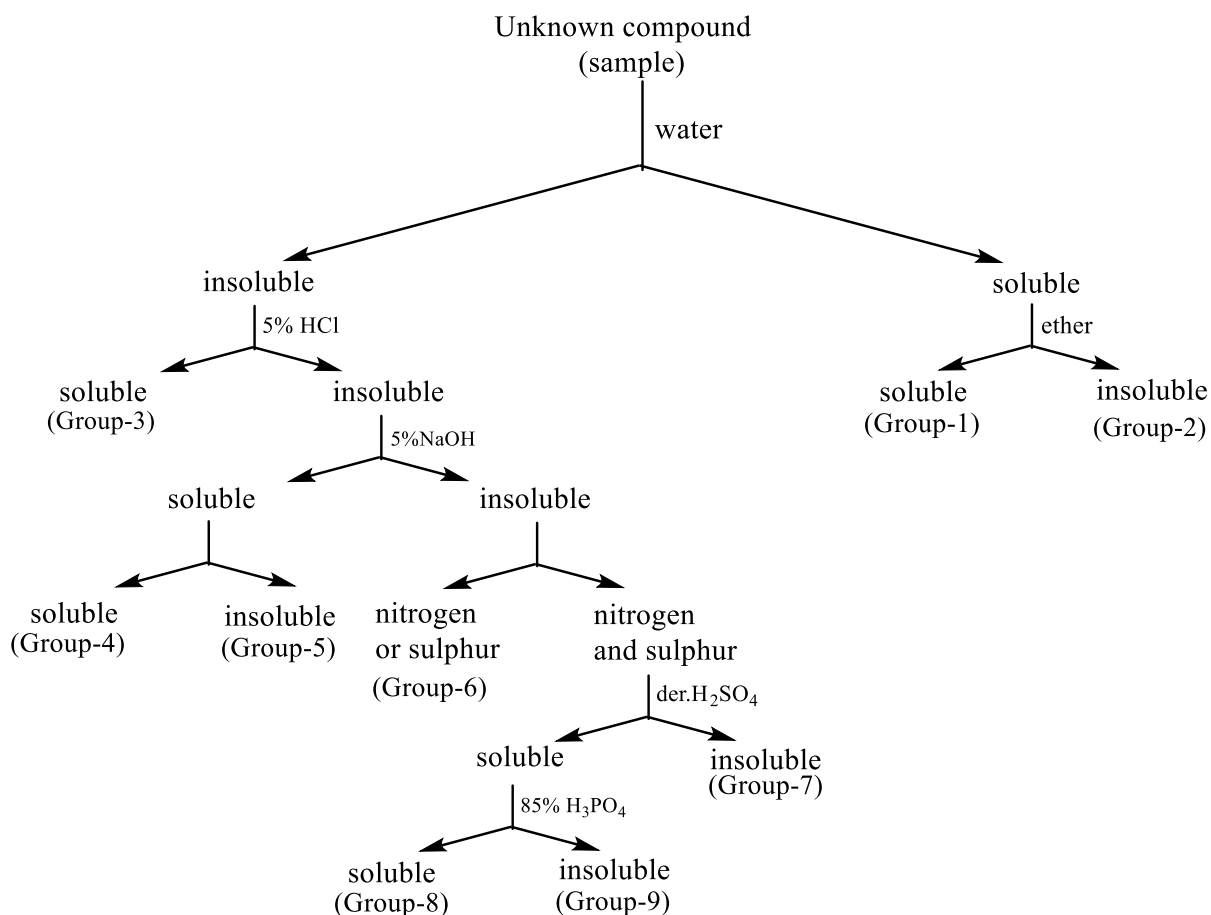 Unknown compound
(sample)
water
insoluble
soluble
5% HCl
ether
soluble
(Group-3)
insoluble
soluble
(Group-1)
insoluble
(Group-2)
5%NaOH
soluble
insoluble
soluble
(Group-4)
insoluble
(Group-5)
nitrogen
or sulphur
(Group-6)
nitrogen
and sulphur
der.H₂SO₄
soluble
insoluble
(Group-7)
85% H₃PO₄
soluble
(Group-8)
insoluble
(Group-9)